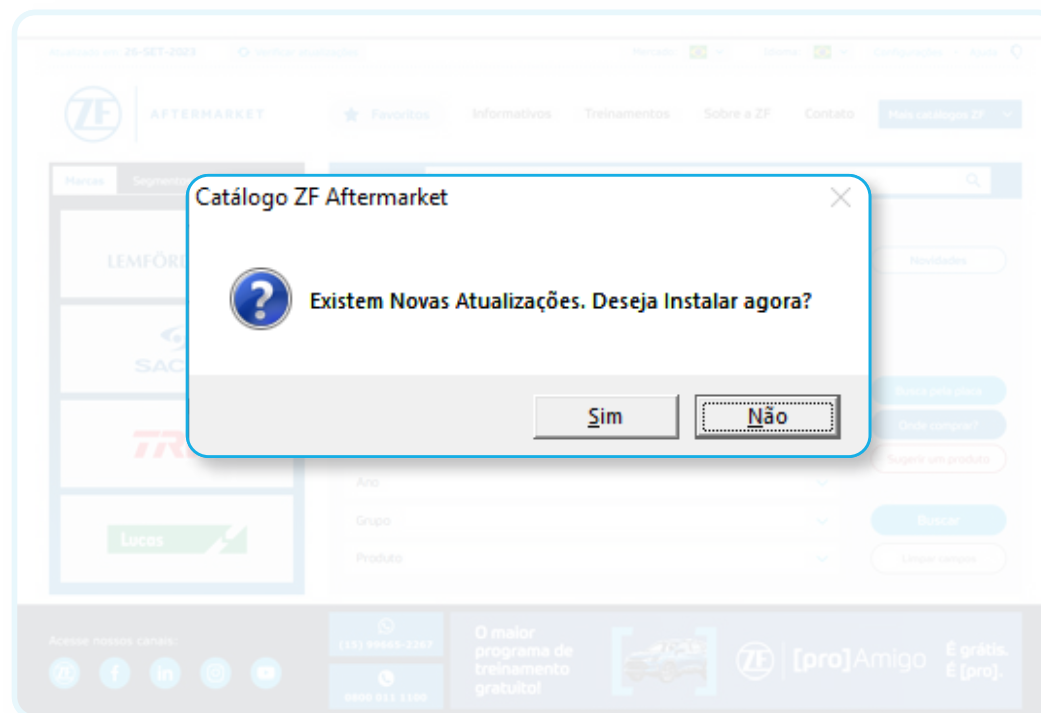 Atualizado em: 26-SET-2023 Verificar atualizações Mercado: Idioma: Configurações Ajuda
ZF AFTERMARKET Favoritos Informativos Treinamentos Sobre a ZF Contato Mais catálogos ZF
Marcas
Catálogo ZF Aftermarket
Existem Novas Atualizações. Deseja Instalar agora?
Sim Não
Novidades
Busca pela placa
Onde comprar?
Sugerir um produto
Ano
Grupo Buscar
Lucas
Produto Limpar campos
Acesse nossos canais:
0800 011 1100
O maior
programa de
treinamento
gratuito!
ZF [pro]Amigo
É grátis.
É [pro].